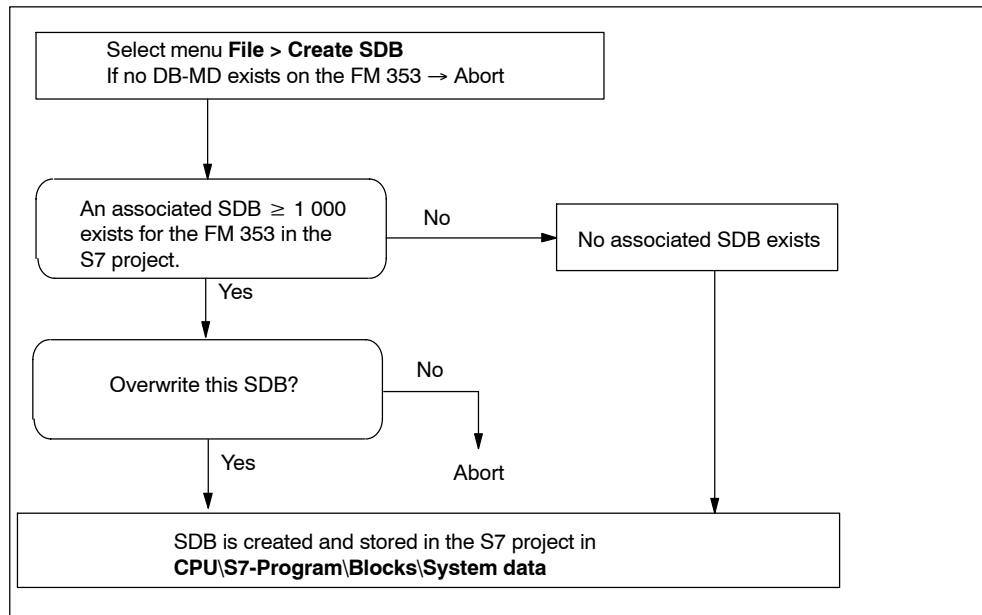 Select menu File > Create SDB
If no DB-MD exists on the FM 353 → Abort
An associated SDB ≥ 1 000
exists for the FM 353 in the
S7 project.
No
No associated SDB exists
Yes
Overwrite this SDB?
No
Abort
Yes
SDB is created and stored in the S7 project in
CPU\S7-Program\Blocks\System data